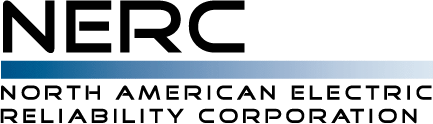 NERC
NORTH AMERICAN ELECTRIC
RELIABILITY CORPORATION